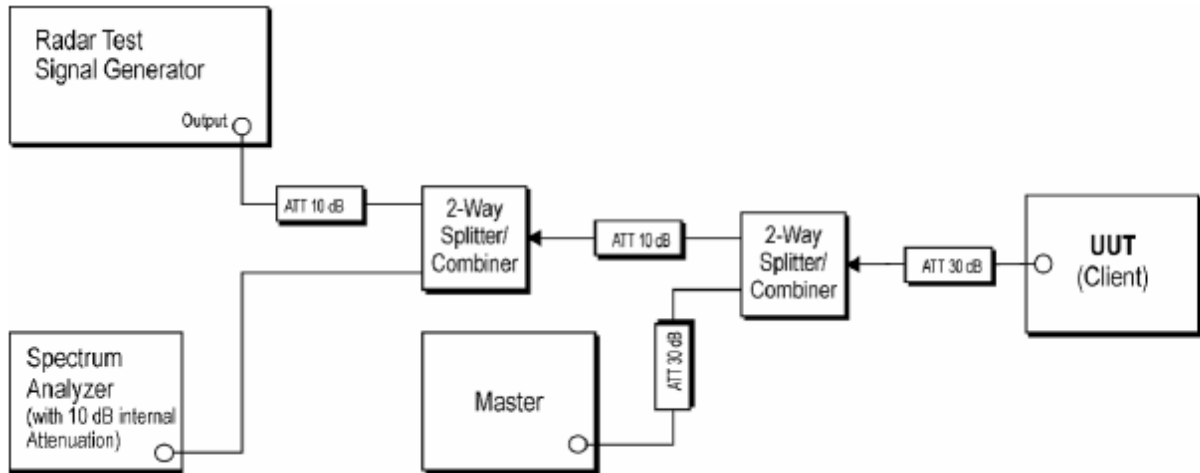 Radar Test
Signal Generator
Output
ATT 10 dB
2-Way
Splitter/
Combiner
ATT 10 dB
2-Way
Splitter/
Combiner
ATT 30 dB
UUT
(Client)
Spectrum
Analyzer
(with 10 dB internal
Attenuation)
Master
ATT 30 dB